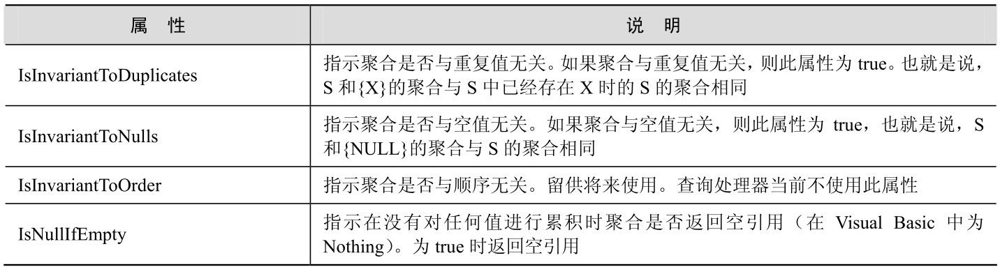 属 性
说 明
IsInvariantToDuplicates
指示聚合是否与重复值无关。如果聚合与重复值无关，则此属性为 true。也就是说，
S 和{X}的聚合与 S 中已经存在 X 时的 S 的聚合相同
IsInvariantToNulls
指示聚合是否与空值无关。如果聚合与空值无关，则此属性为 true，也就是说，S
和{NULL}的聚合与 S 的聚合相同
IsInvariantToOrder
指示聚合是否与顺序无关。留供将来使用。查询处理器当前不使用此属性
IsNullIfEmpty
指示在没有对任何值进行累积时聚合是否返回空引用（在 Visual Basic 中为
Nothing）。为 true 时返回空引用